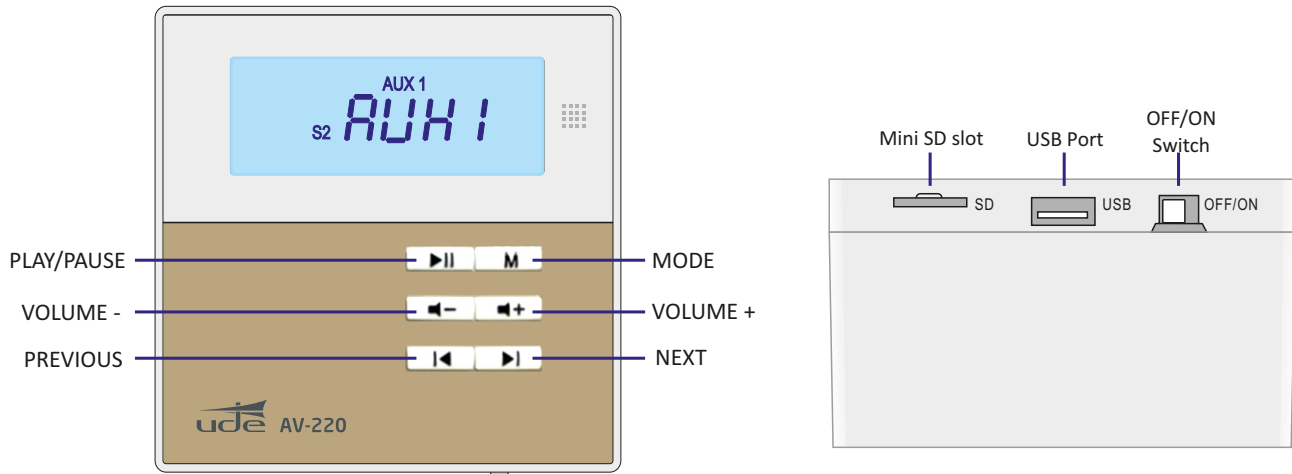 AUX 1
S2 AUX1
PLAY/PAUSE
M
MODE
VOLUME -
VOLUME +
PREVIOUS
NEXT
ude AV-220
Mini SD slot
USB Port
OFF/ON
Switch
SD
USB
OFF/ON